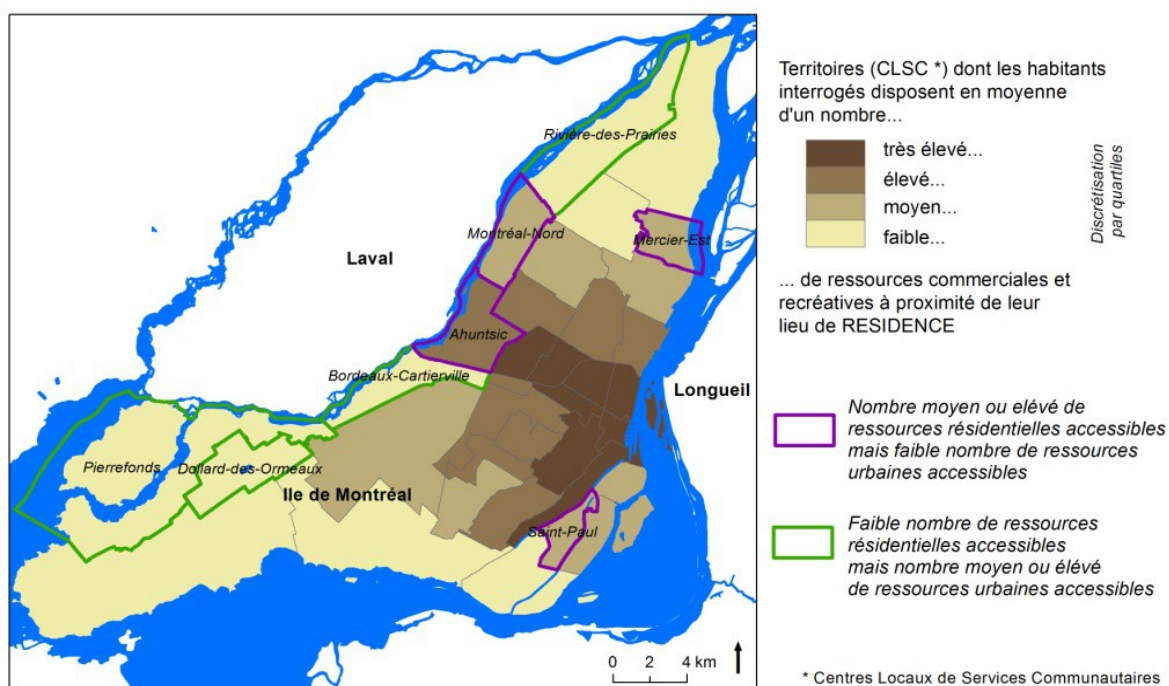 Rivière-des-Prairies
Montréal-Nord
Mercier-Est
Laval
Ahuntsic
Bordeaux-Cartierville
Longueil
Pierrefonds
Dollard-des-Ormeaux
Ile de Montréal
Saint-Paul
0 2 4 km
Territoires (CLSC *) dont les habitants
interrogés disposent en moyenne
d'un nombre...
très élevé...
élevé...
moyen...
faible...
Discrétisation
par quartiles
... de ressources commerciales et
recréatives à proximité de leur
lieu de RESIDENCE
Nombre moyen ou elévé de
ressources résidentielles accessibles
mais faible nombre de ressources
urbaines accessibles
Faible nombre de ressources
résidentielles accessibles
mais nombre moyen ou élévé
de ressources urbaines accessibles
* Centres Locaux de Services Communautaires